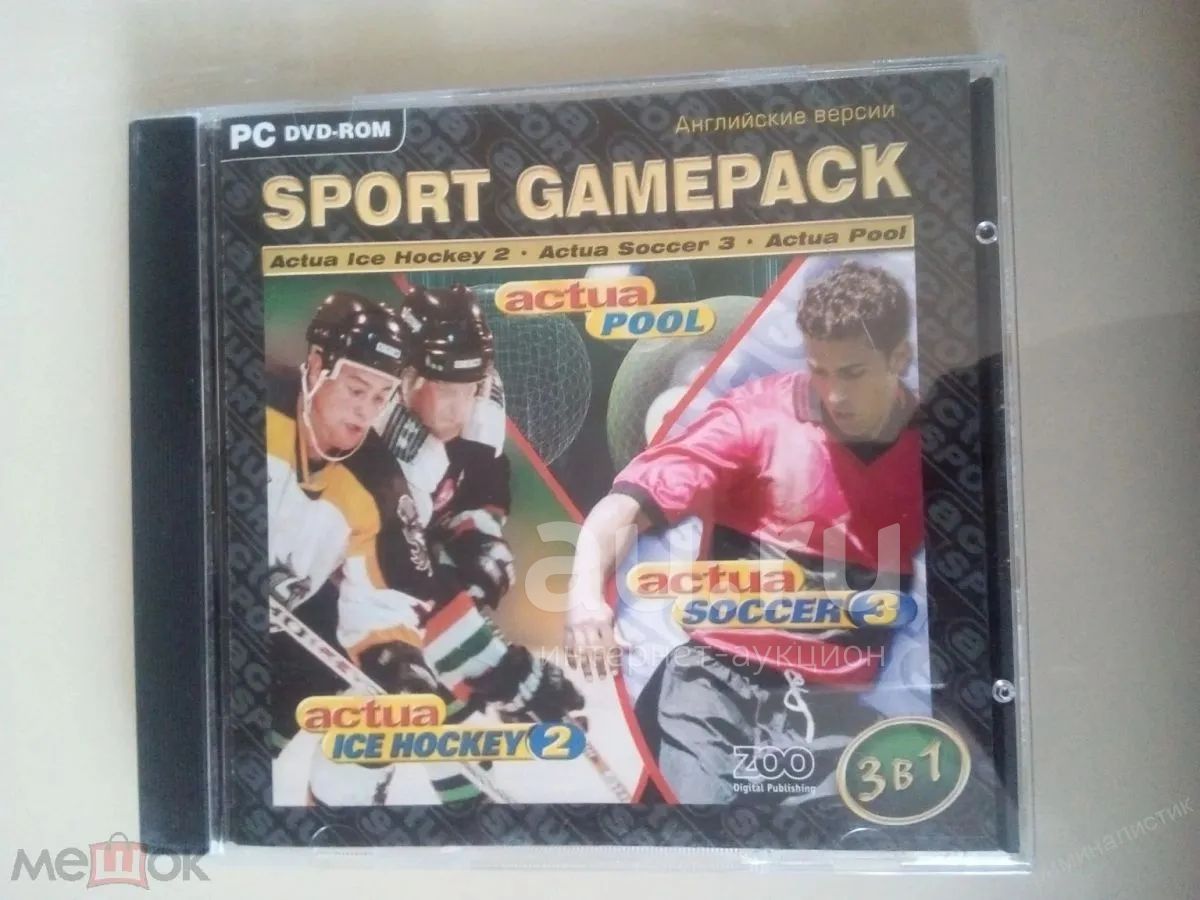 PC DVD-ROM
Английские версии
SPORT GAMEPACK
Actua Ice Hockey 2 · Actua Soccer 3 · Actua Pool
actua
POOL
au.ru
интернет-аукцион
actua
SOCCER 3
actua
ICE HOCKEY 2
ZOO
Digital Publishing
3 в 1
мешок